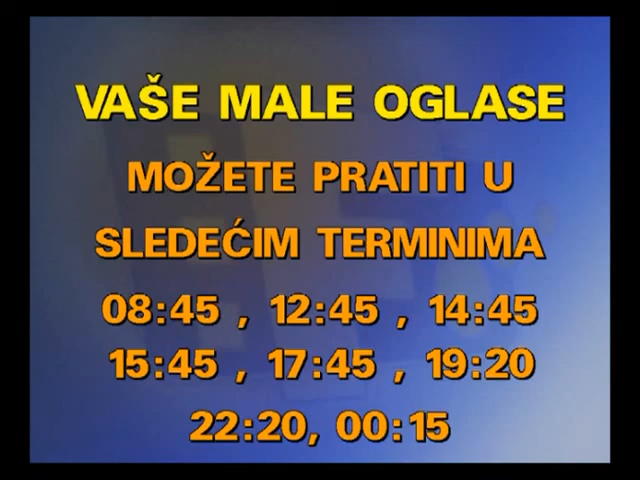 VAŠE MALE OGLASE
MOŽETE PRATITI U
SLEDEĆIM TERMINIMA
08:45 , 12:45 , 14:45
15:45 , 17:45 , 19:20
22:20, 00:15